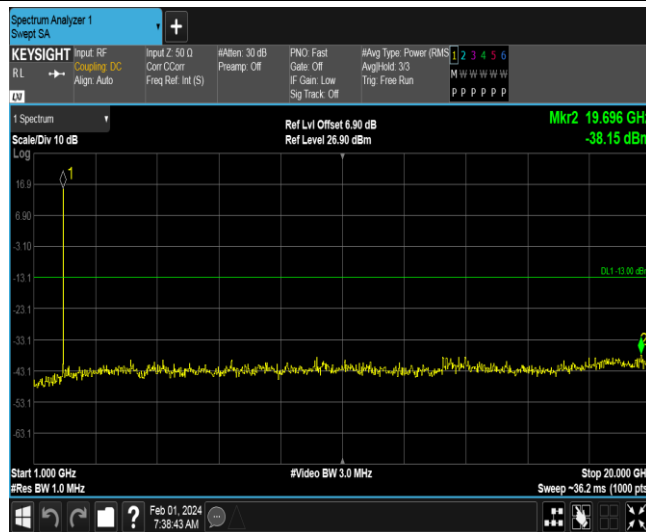 Spectrum Analyzer 1
Swept SA
KEYSIGHT
RL
Input: RF
Coupling: DC
Align: Auto
Input Z: 50 Ω
Corr CCorr
Freq Ref: Int (S)
#Atten: 30 dB
Preamp: Off
PNO: Fast
Gate: Off
IF Gain: Low
Sig Track: Off
#Avg Type: Power (RMS
Avg|Hold: 3/3
Trig: Free Run
1 2 3 4 5 6
M W W W W W
P P P P P P
1 Spectrum
Scale/Div 10 dB
Log
Ref Lvl Offset 6.90 dB
Ref Level 26.90 dBm
Mkr2 19.696 GHz
-38.15 dBm
1
16.9
6.90
-3.10
-13.1
DL1 -13.00 dBm
-23.1
-33.1
2
-43.1
-53.1
-63.1
Start 1.000 GHz
#Res BW 1.0 MHz
#Video BW 3.0 MHz
Stop 20.000 GH
Sweep ~36.2 ms (1000 pts
?
Feb 01, 2024
7:38:43 AM